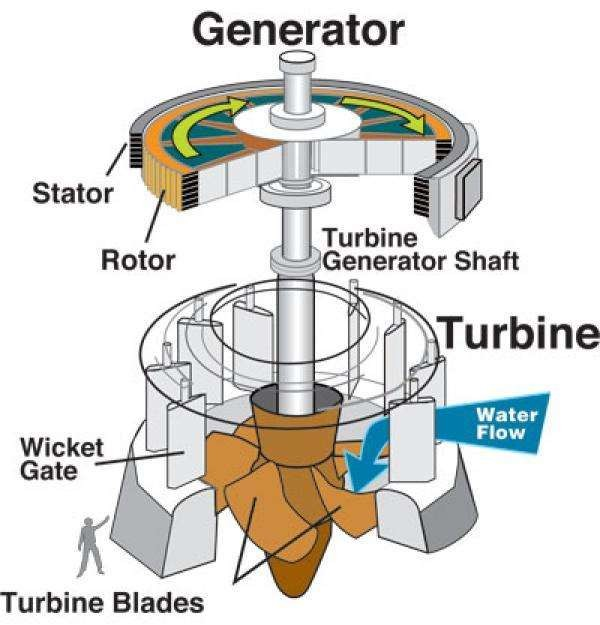 Generator
Stator
Rotor
Turbine
Generator Shaft
Turbine
Water
Flow
Wicket
Gate
Turbine Blades